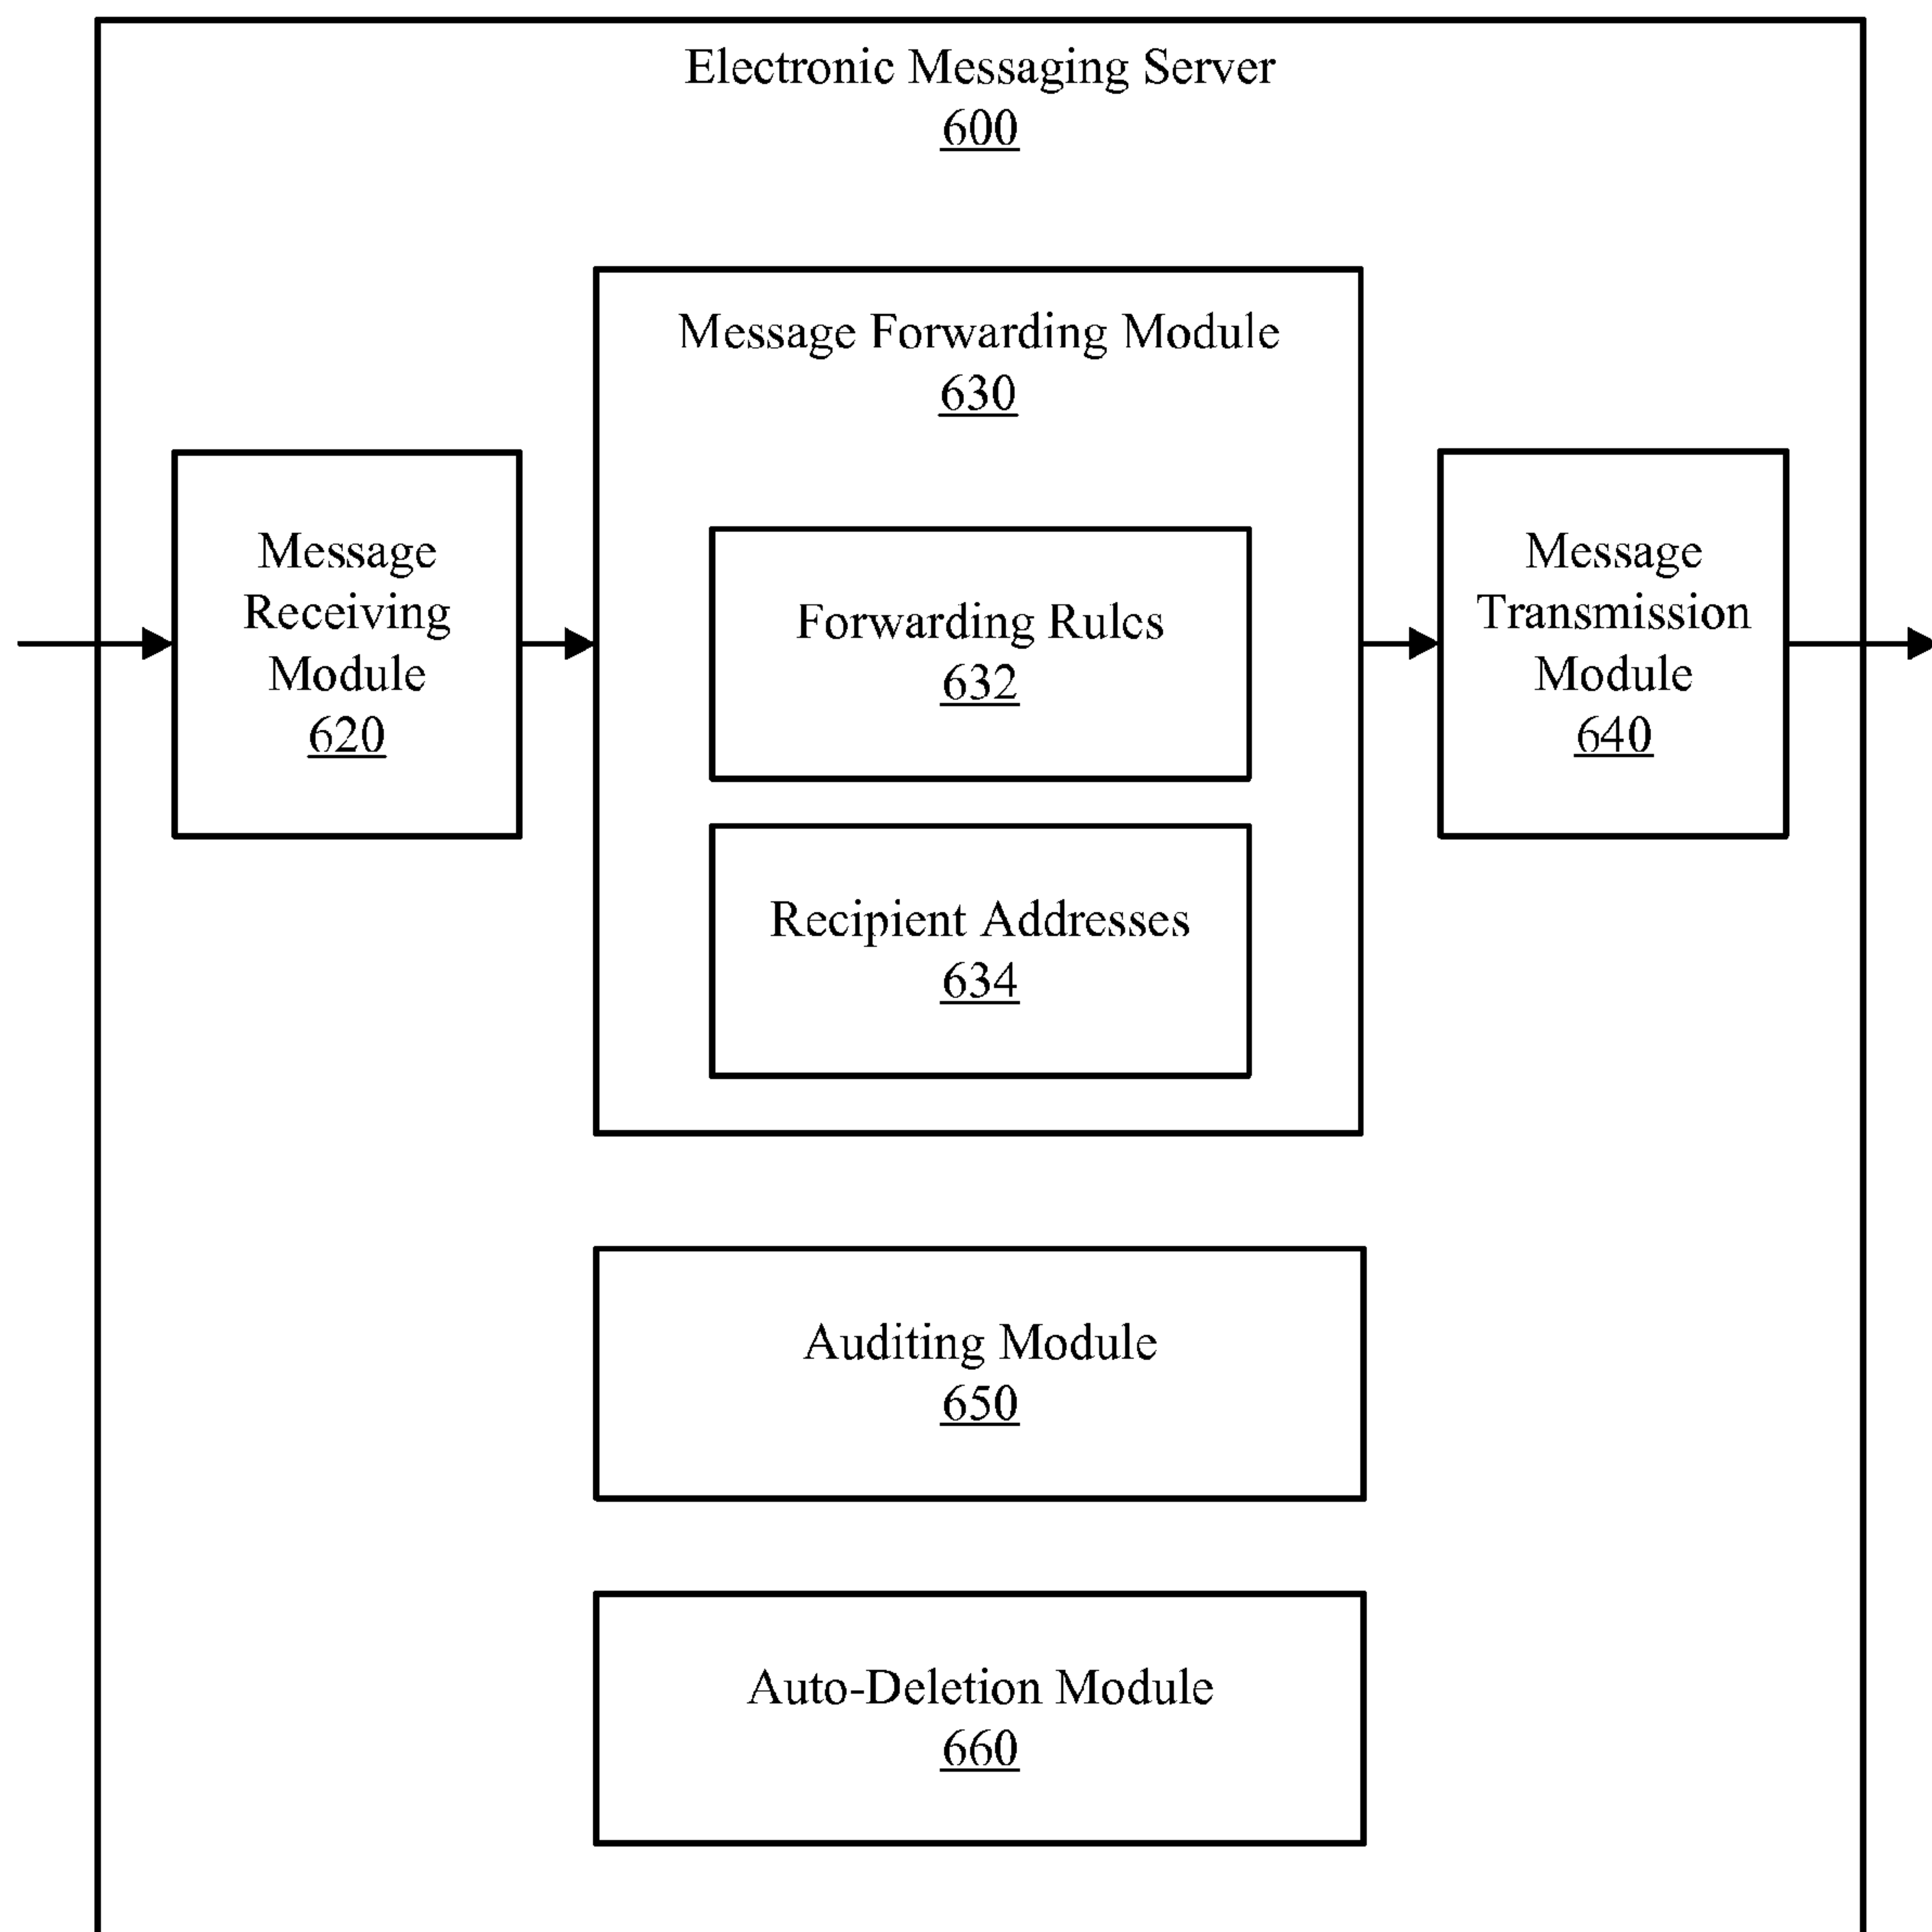 Electronic Messaging Server
600
Message Forwarding Module
630
Message
Receiving
Module
620
Forwarding Rules
632
Recipient Addresses
634
Message
Transmission
Module
640
Auditing Module
650
Auto-Deletion Module
660